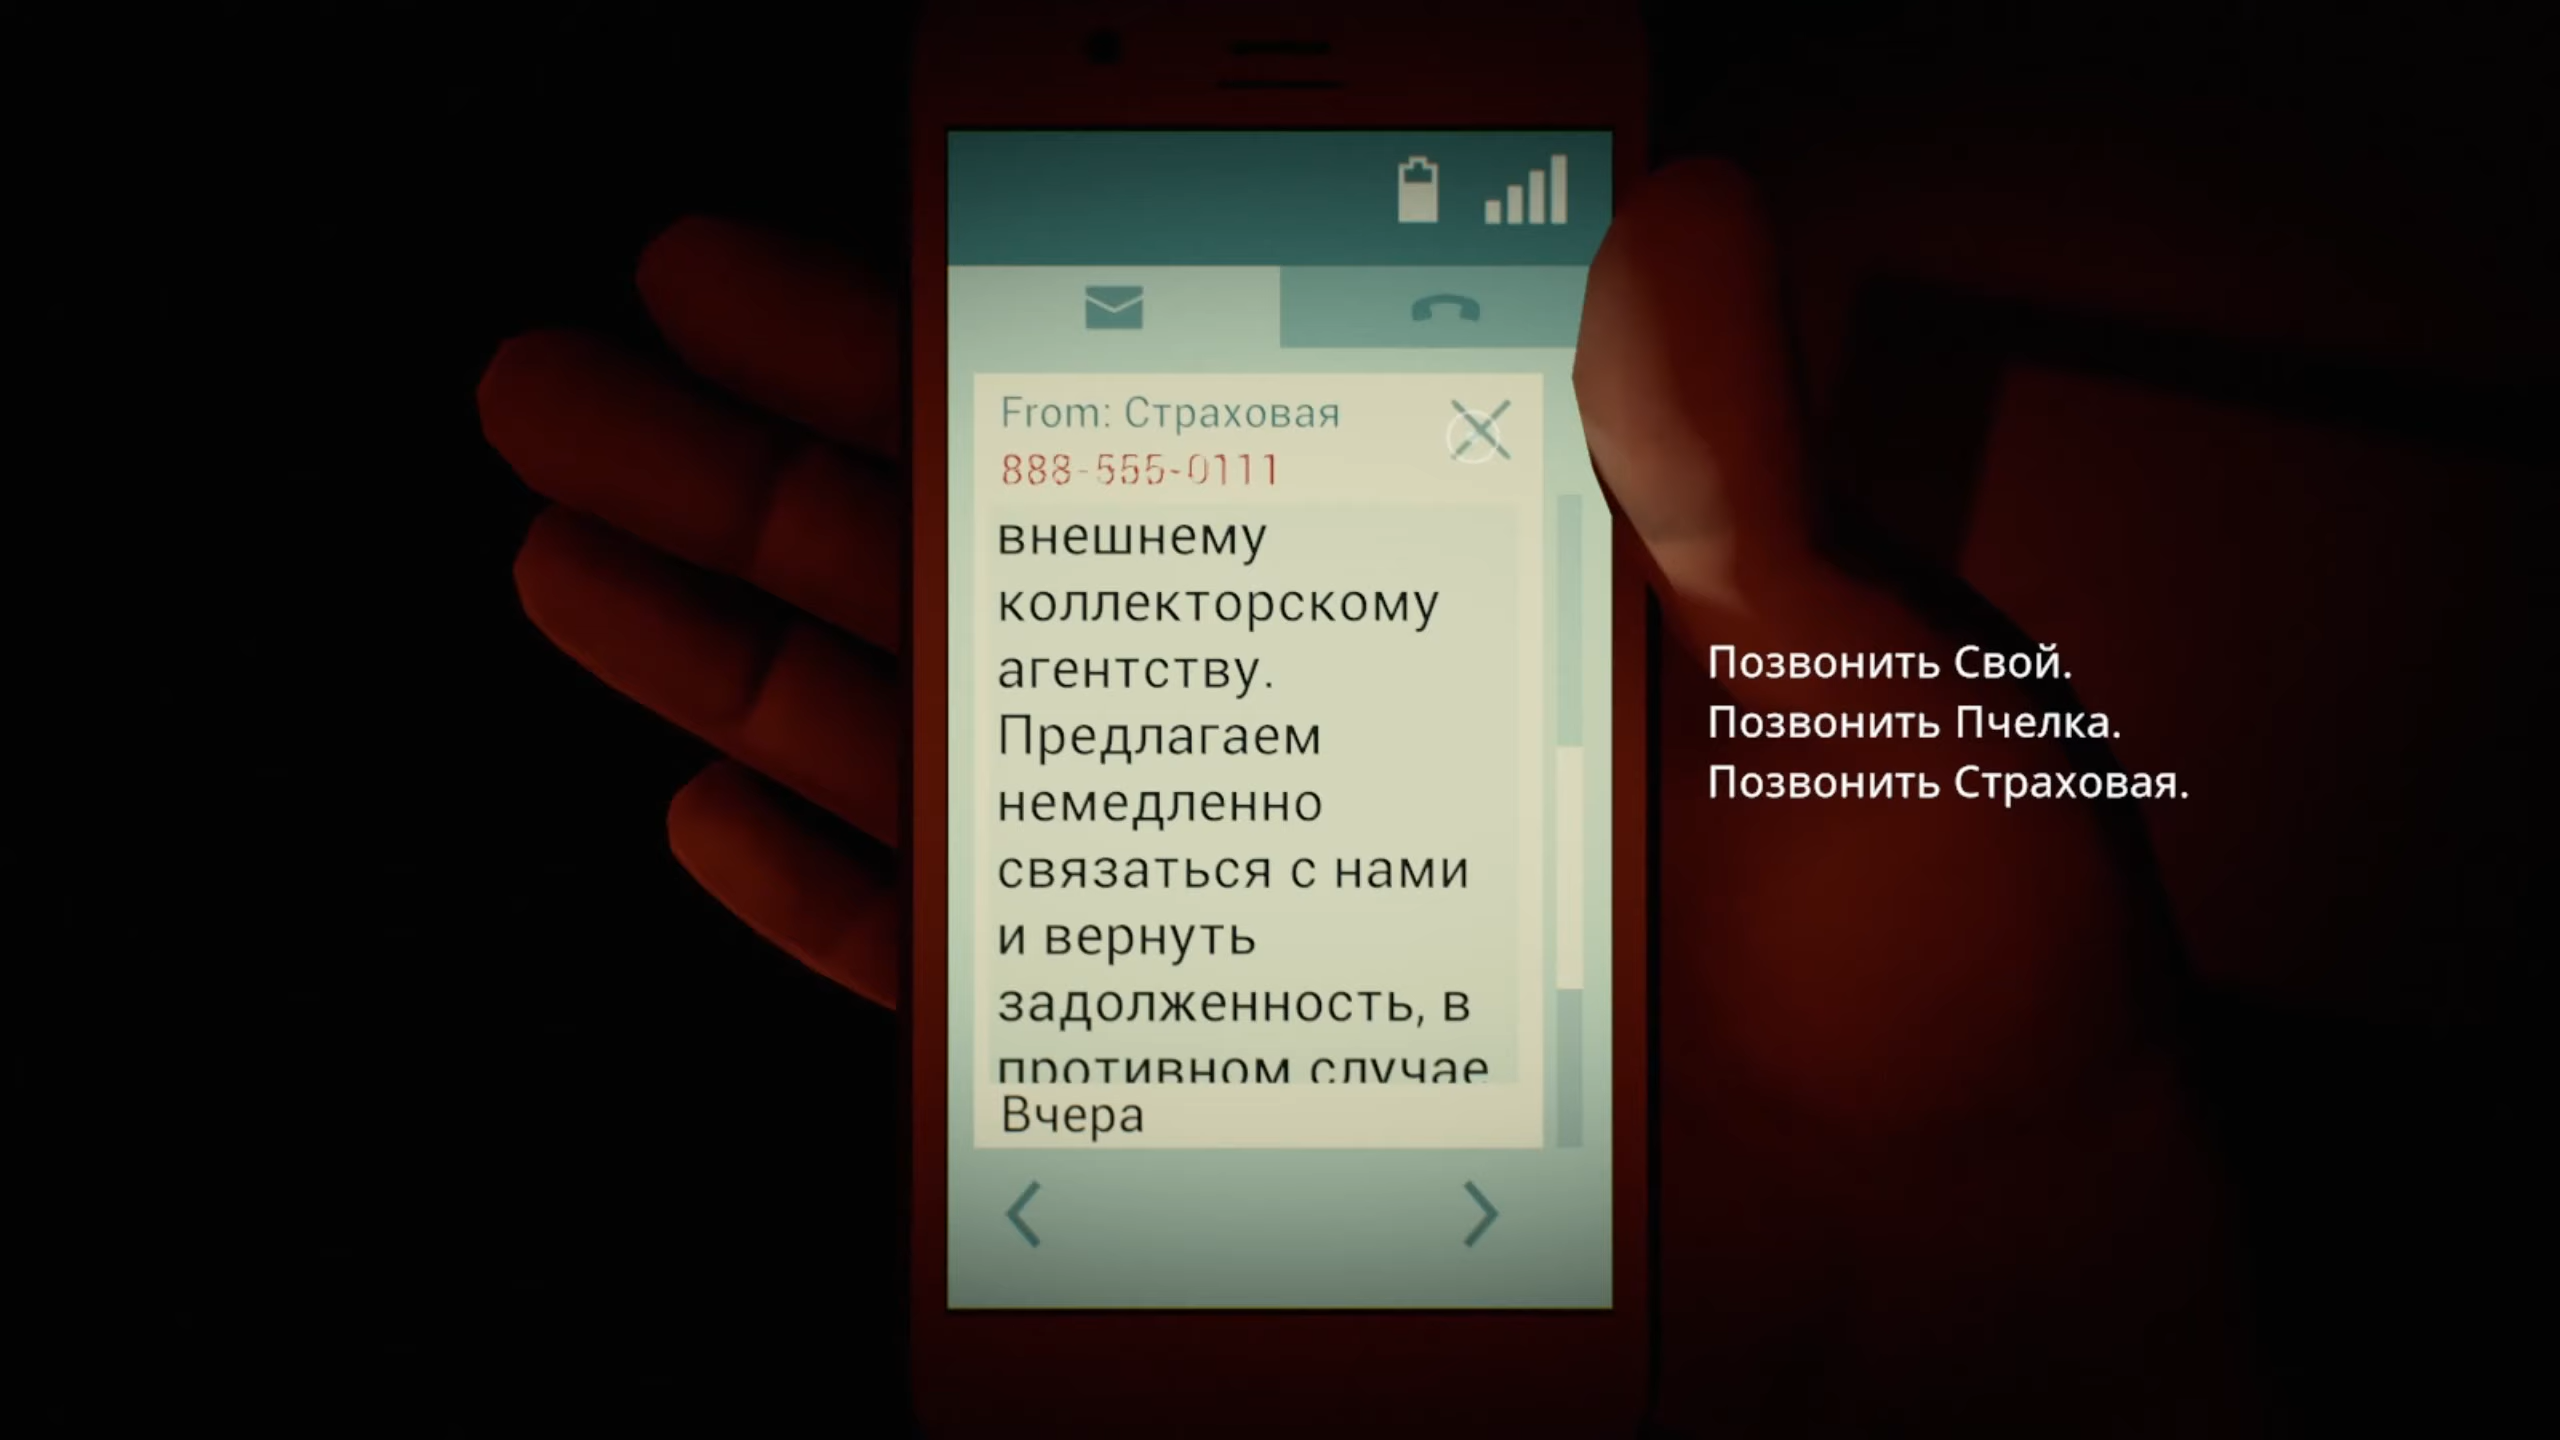 From: Страховая
888-555-0111
внешнему
коллекторскому
агентству.
Предлагаем
немедленно
связаться с нами
и вернуть
задолженность, в
противном случае
Вчера
Позвонить Свой.
Позвонить Пчелка.
Позвонить Страховая.